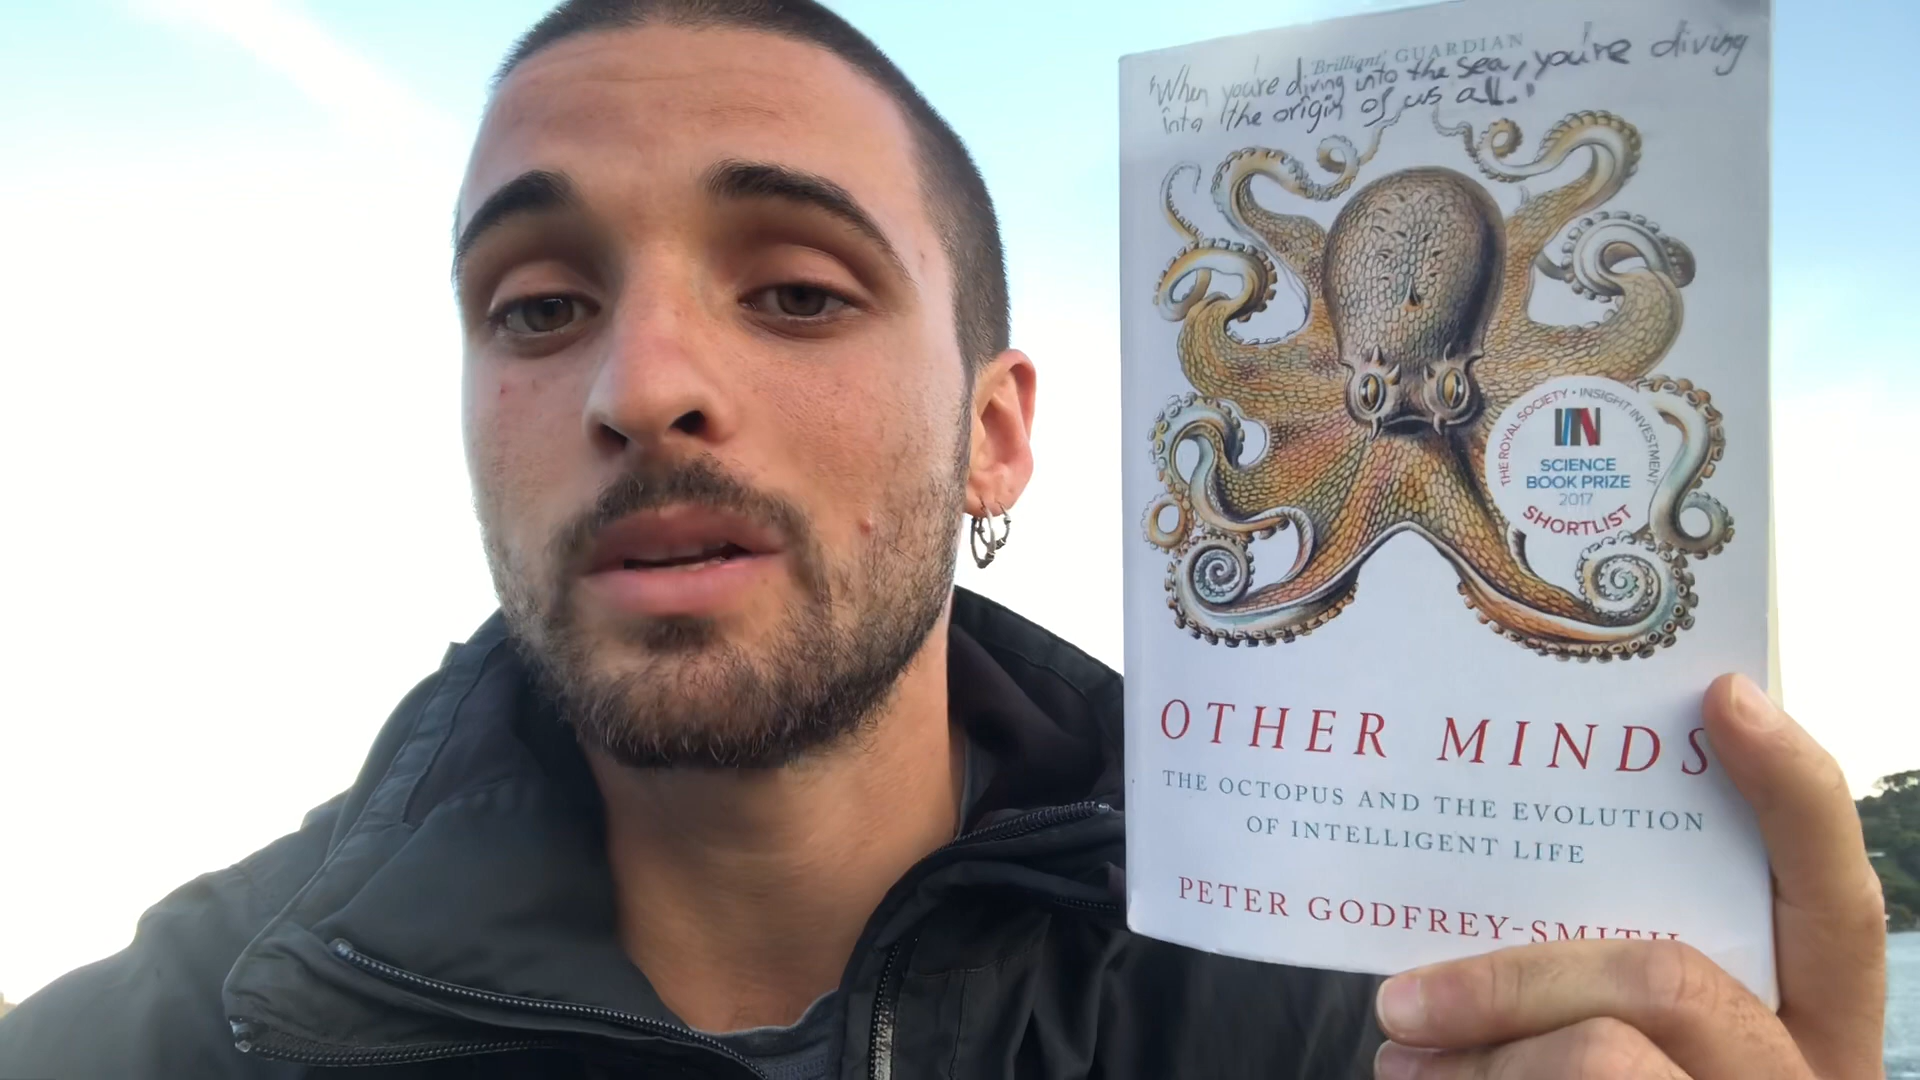 'Brilliant' GUARDIAN
"When you're diving into the sea, you're diving
into the origin of us all."
THE ROYAL SOCIETY • INSIGHT INVESTMENT
SCIENCE
BOOK PRIZE
2017
SHORTLIST
OTHER MINDS
THE OCTOPUS AND THE EVOLUTION
OF INTELLIGENT LIFE
PETER GODFREY-SMITH